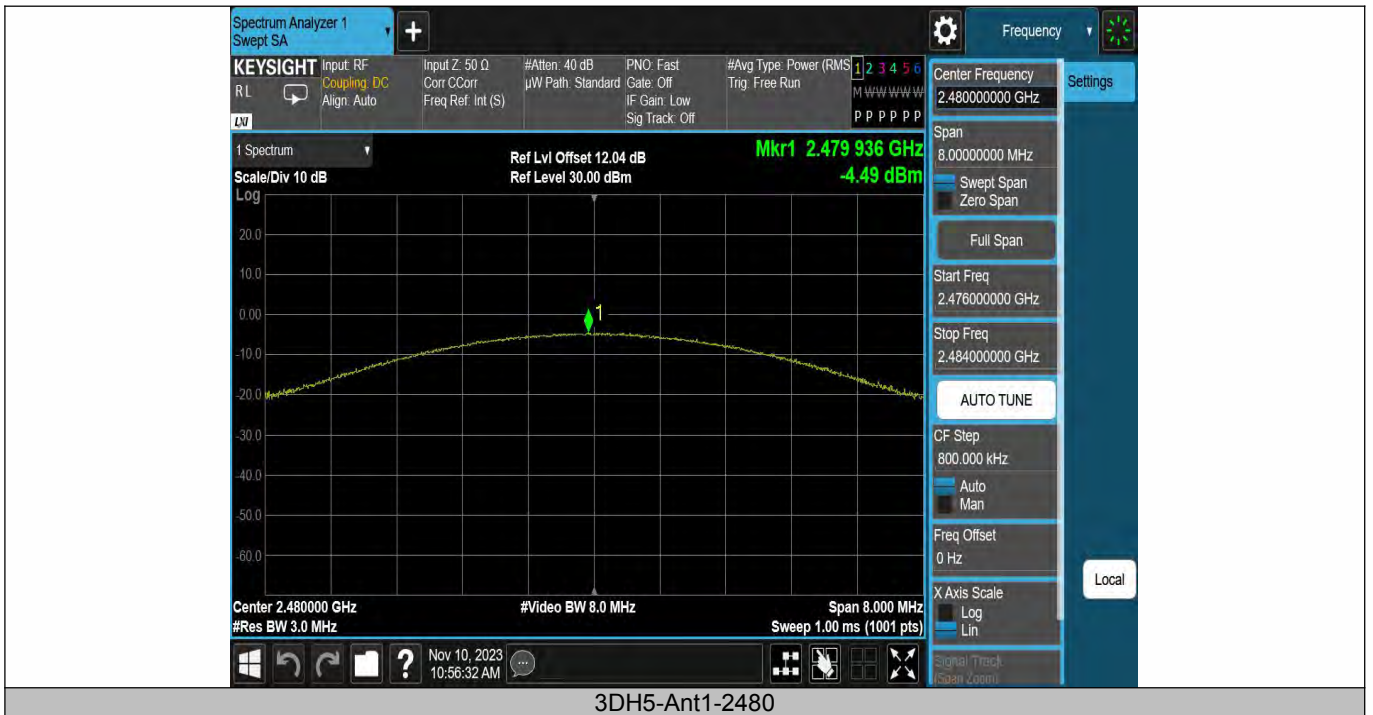 Spectrum Analyzer 1
Swept SA
+
Frequency
KEYSIGHT
RL
LXI
Input: RF
Coupling: DC
Align: Auto
Input Z: 50 Ω
Corr CCorr
Freq Ref: Int (S)
#Atten: 40 dB
µW Path: Standard
PNO: Fast
Gate: Off
IF Gain: Low
Sig Track: Off
#Avg Type: Power (RMS
Trig: Free Run
1 2 3 4 5 6
M W W W W W
P P P P P P
1 Spectrum
Scale/Div 10 dB
Ref Lvl Offset 12.04 dB
Ref Level 30.00 dBm
Mkr1 2.479 936 GHz
-4.49 dBm
Log
20.0
10.0
0.00
-10.0
-20.0
-30.0
-40.0
-50.0
-60.0
1
Center 2.480000 GHz
#Res BW 3.0 MHz
#Video BW 8.0 MHz
Span 8.000 MHz
Sweep 1.00 ms (1001 pts)
Center Frequency
2.480000000 GHz
Settings
Span
8.00000000 MHz
Swept Span
Zero Span
Full Span
Start Freq
2.476000000 GHz
Stop Freq
2.484000000 GHz
AUTO TUNE
CF Step
800.000 kHz
Auto
Man
Freq Offset
0 Hz
X Axis Scale
Log
Lin
Signal Track
(Span Zoom)
Local
?
Nov 10, 2023
10:56:32 AM
3DH5-Ant1-2480